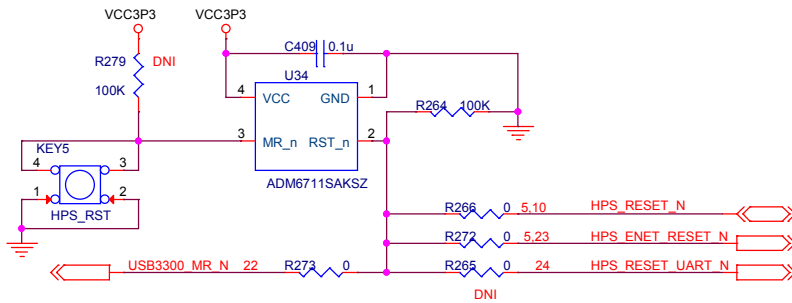 VCC3P3 VCC3P3
C409 0.1u
R279 DNI
U34
100K
4 VCC GND 1
R264 100K
3 MR_n RST_n 2
KEY5
4 3
ADM6711SAKSZ
1 2
HPS_RST
R266 0 5,10 HPS_RESET_N
R272 0 5,23 HPS_ENET_RESET_N
USB3300_MR_N 22 R273 0 R265 0 24 HPS_RESET_UART_N
DNI